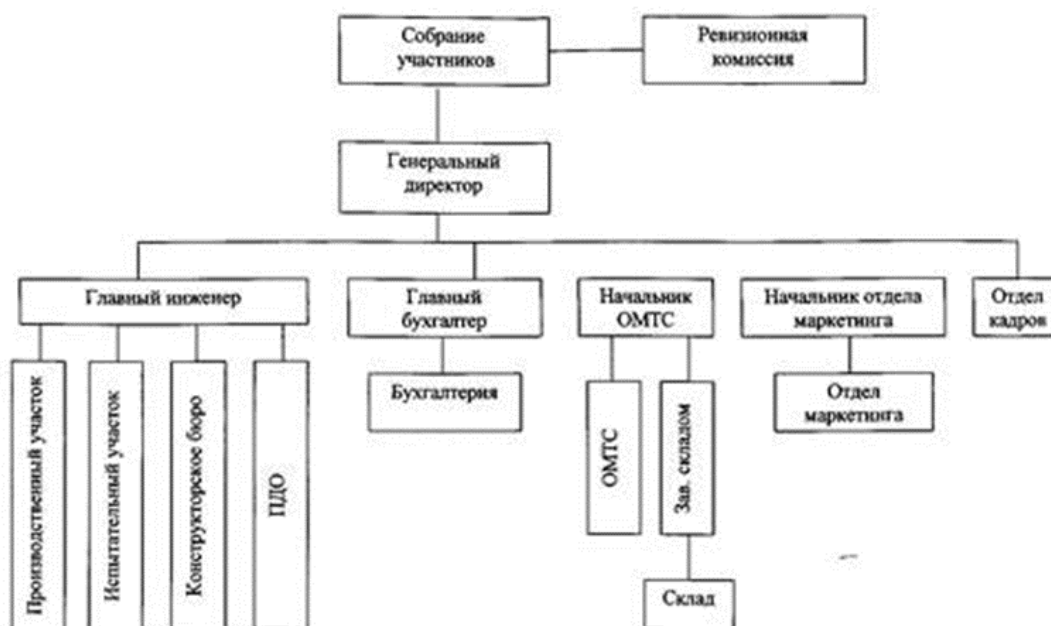 Собрание
участников
Ревизионная
комиссия
Генеральный
директор
Главный инженер
Главный
бухгалтер
Начальник
ОМТС
Начальник отдела
маркетинга
Отдел
кадров
Производственный участок
Испытательный участок
Конструкторское бюро
ПДО
Бухгалтерия
ОМТС
Зав. складом
Отдел
маркетинга
Склад